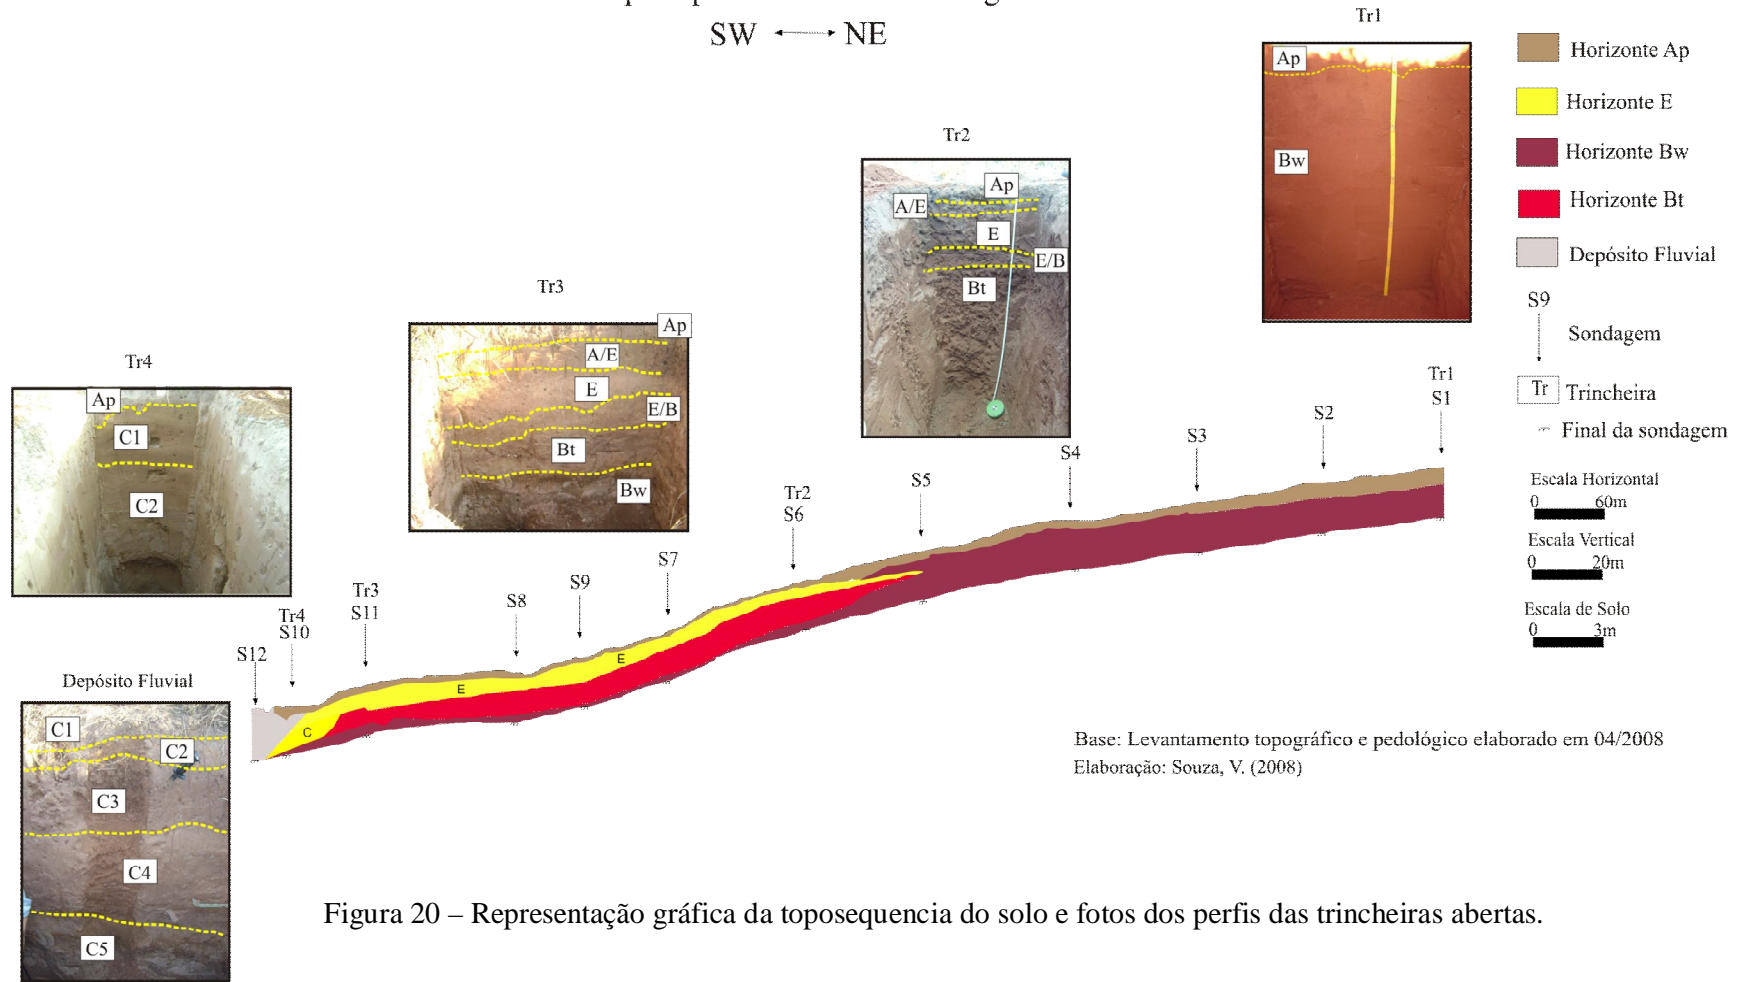 SW NE
Tr1
Ap
Bw
Horizonte Ap
Horizonte E
Horizonte Bw
Horizonte Bt
Depósito Fluvial
S9
Sondagem
Tr Trincheira
Final da sondagem
Escala Horizontal
0 60m
Escala Vertical
0 20m
Escala de Solo
0 3m
Tr2
Ap
A/E
E
E/B
Bt
Tr3
Ap
A/E
E
E/B
Bt
Bw
Tr4
Ap
C1
C2
Tr1
S1
S2
S3
S4
S5
Tr2
S6
S7
S9
S8
Tr3
S11
Tr4
S10
S12
E
E
C
Depósito Fluvial
C1
C2
C3
C4
C5
Base: Levantamento topográfico e pedológico elaborado em 04/2008
Elaboração: Souza, V. (2008)
Figura 20 – Representação gráfica da toposequencia do solo e fotos dos perfis das trincheiras abertas.